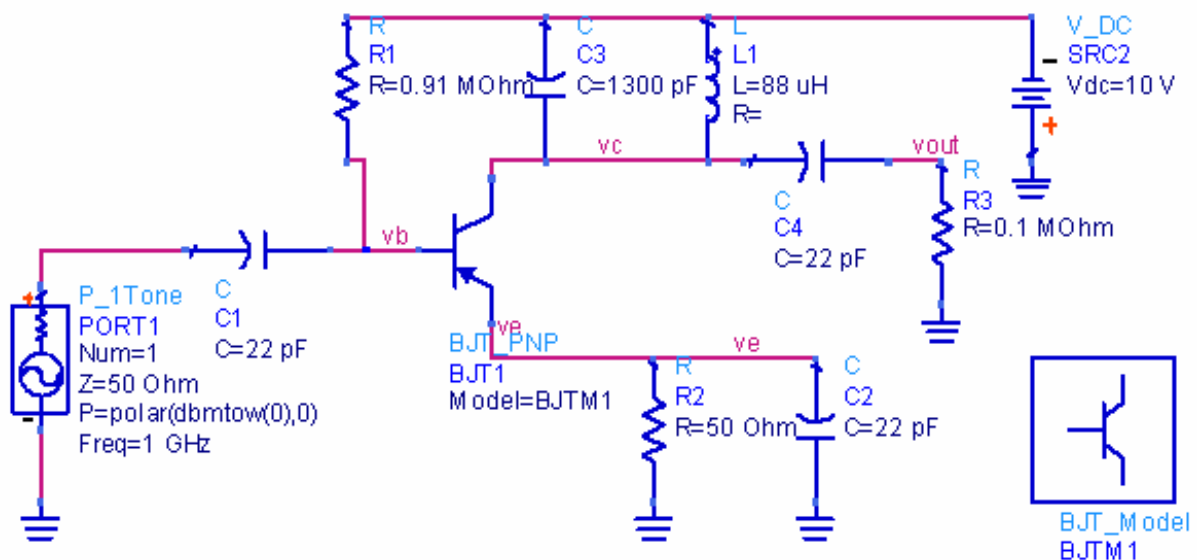 R
R1
R=0.91 MOhm
C
C3
C=1300 pF
L
L1
L=88 uH
R=
V_DC
SRC2
Vdc=10 V
-
+
vc
vout
C
C4
C=22 pF
R
R3
R=0.1 MOhm
vb
C
C1
C=22 pF
+
P_1Tone
PORT1
Num=1
Z=50 Ohm
P=polar(dbmtow(0),0)
Freq=1 GHz
-
ve
BJT_PNP
BJT1
Model=BJTM1
ve
R
R2
R=50 Ohm
C
C2
C=22 pF
BJT_Model
BJTM1